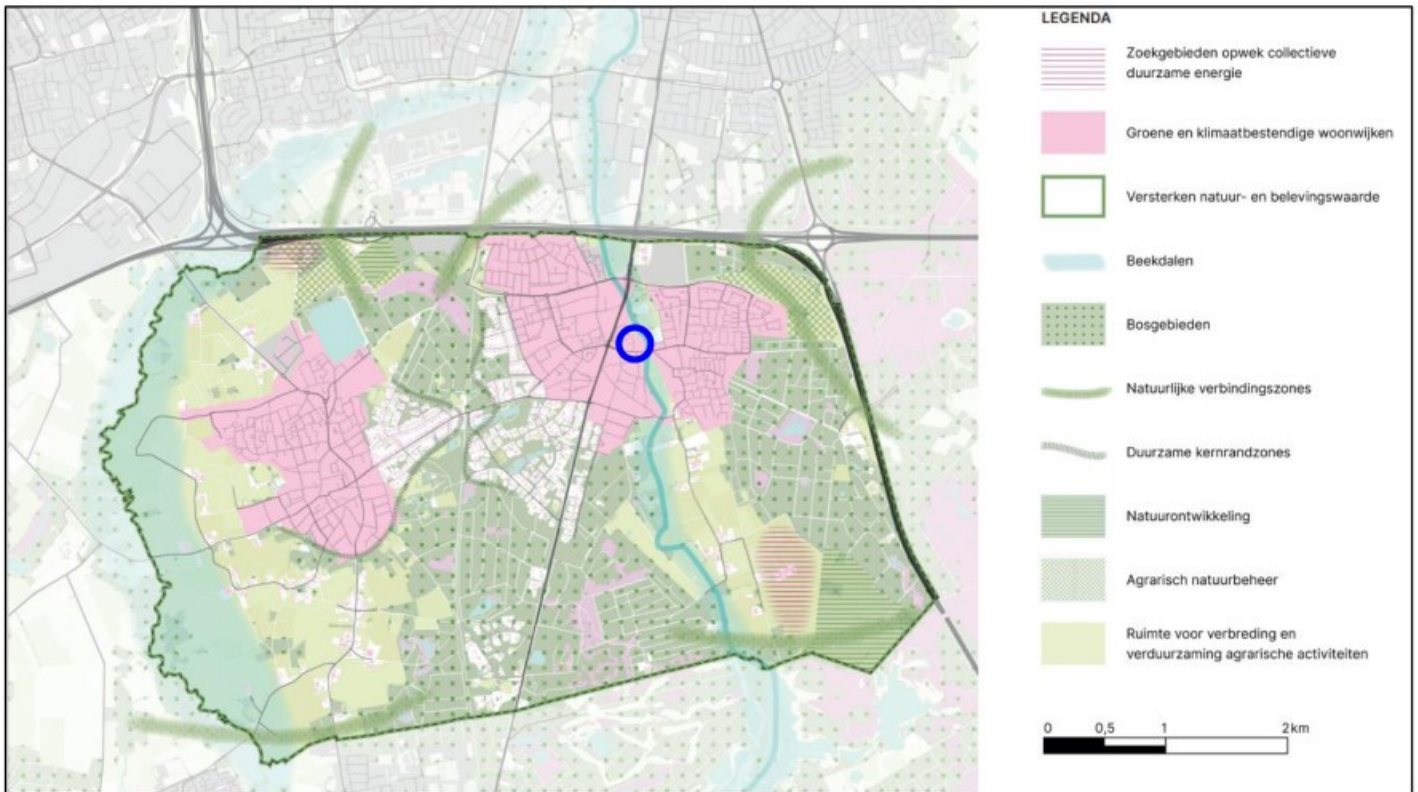 LEGENDA
Zoekgebieden opwek collectieve
duurzame energie
Groene en klimaatbestendige woonwijken
Versterken natuur- en belevingswaarde
Beekdalen
Bosgebieden
Natuurlijke verbindingszones
Duurzame kernrandzones
Natuurontwikkeling
Agrarisch natuurbeheer
Ruimte voor verbreding en
verduurzaming agrarische activiteiten
0 0,5 1 2km